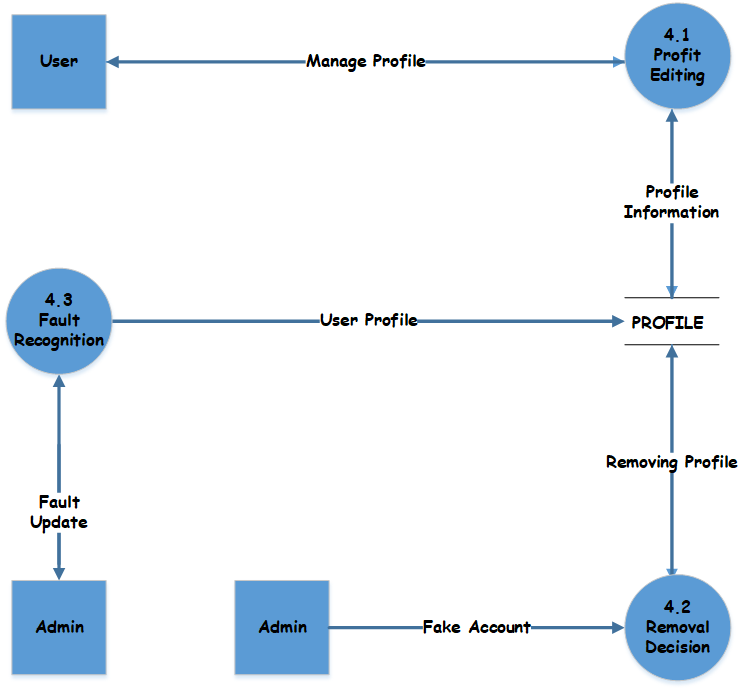 User
Manage Profile
4.1
Profit
Editing
Profile
Information
4.3
Fault
Recognition
User Profile
PROFILE
Removing Profile
Fault
Update
Admin
Admin
Fake Account
4.2
Removal
Decision